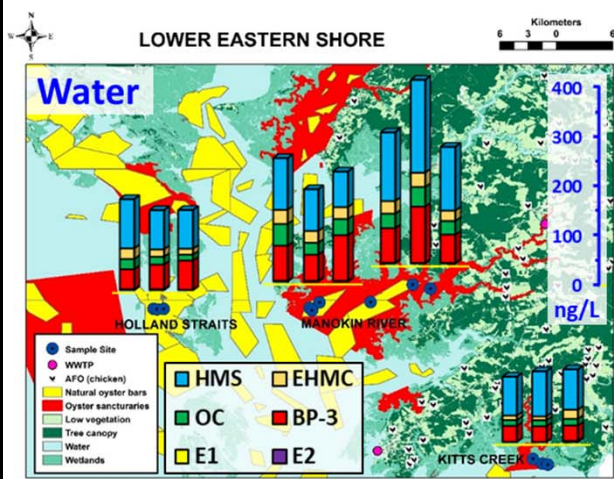 N
W E
S
LOWER EASTERN SHORE
Kilometers
6 3 0 6
Water
400
300
200
100
0
ng/L
HOLLAND STRAITS
MANOKIN RIVER
KITTS CREEK
Sample Site
WWTP
AFO (chicken)
Natural oyster bars
Oyster sancturaries
Low vegetation
Tree canopy
Water
Wetlands
HMS EHMC
OC BP-3
E1 E2